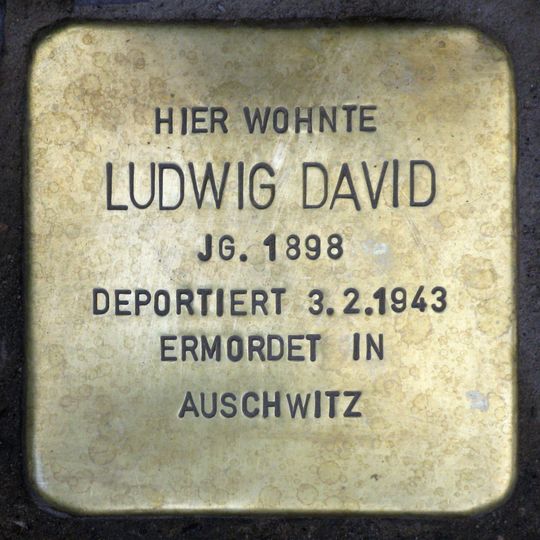 HIER WOHNTE
LUDWIG DAVID
JG. 1898
DEPORTIERT 3.2.1943
ERMORDET IN
AUSCHWITZ